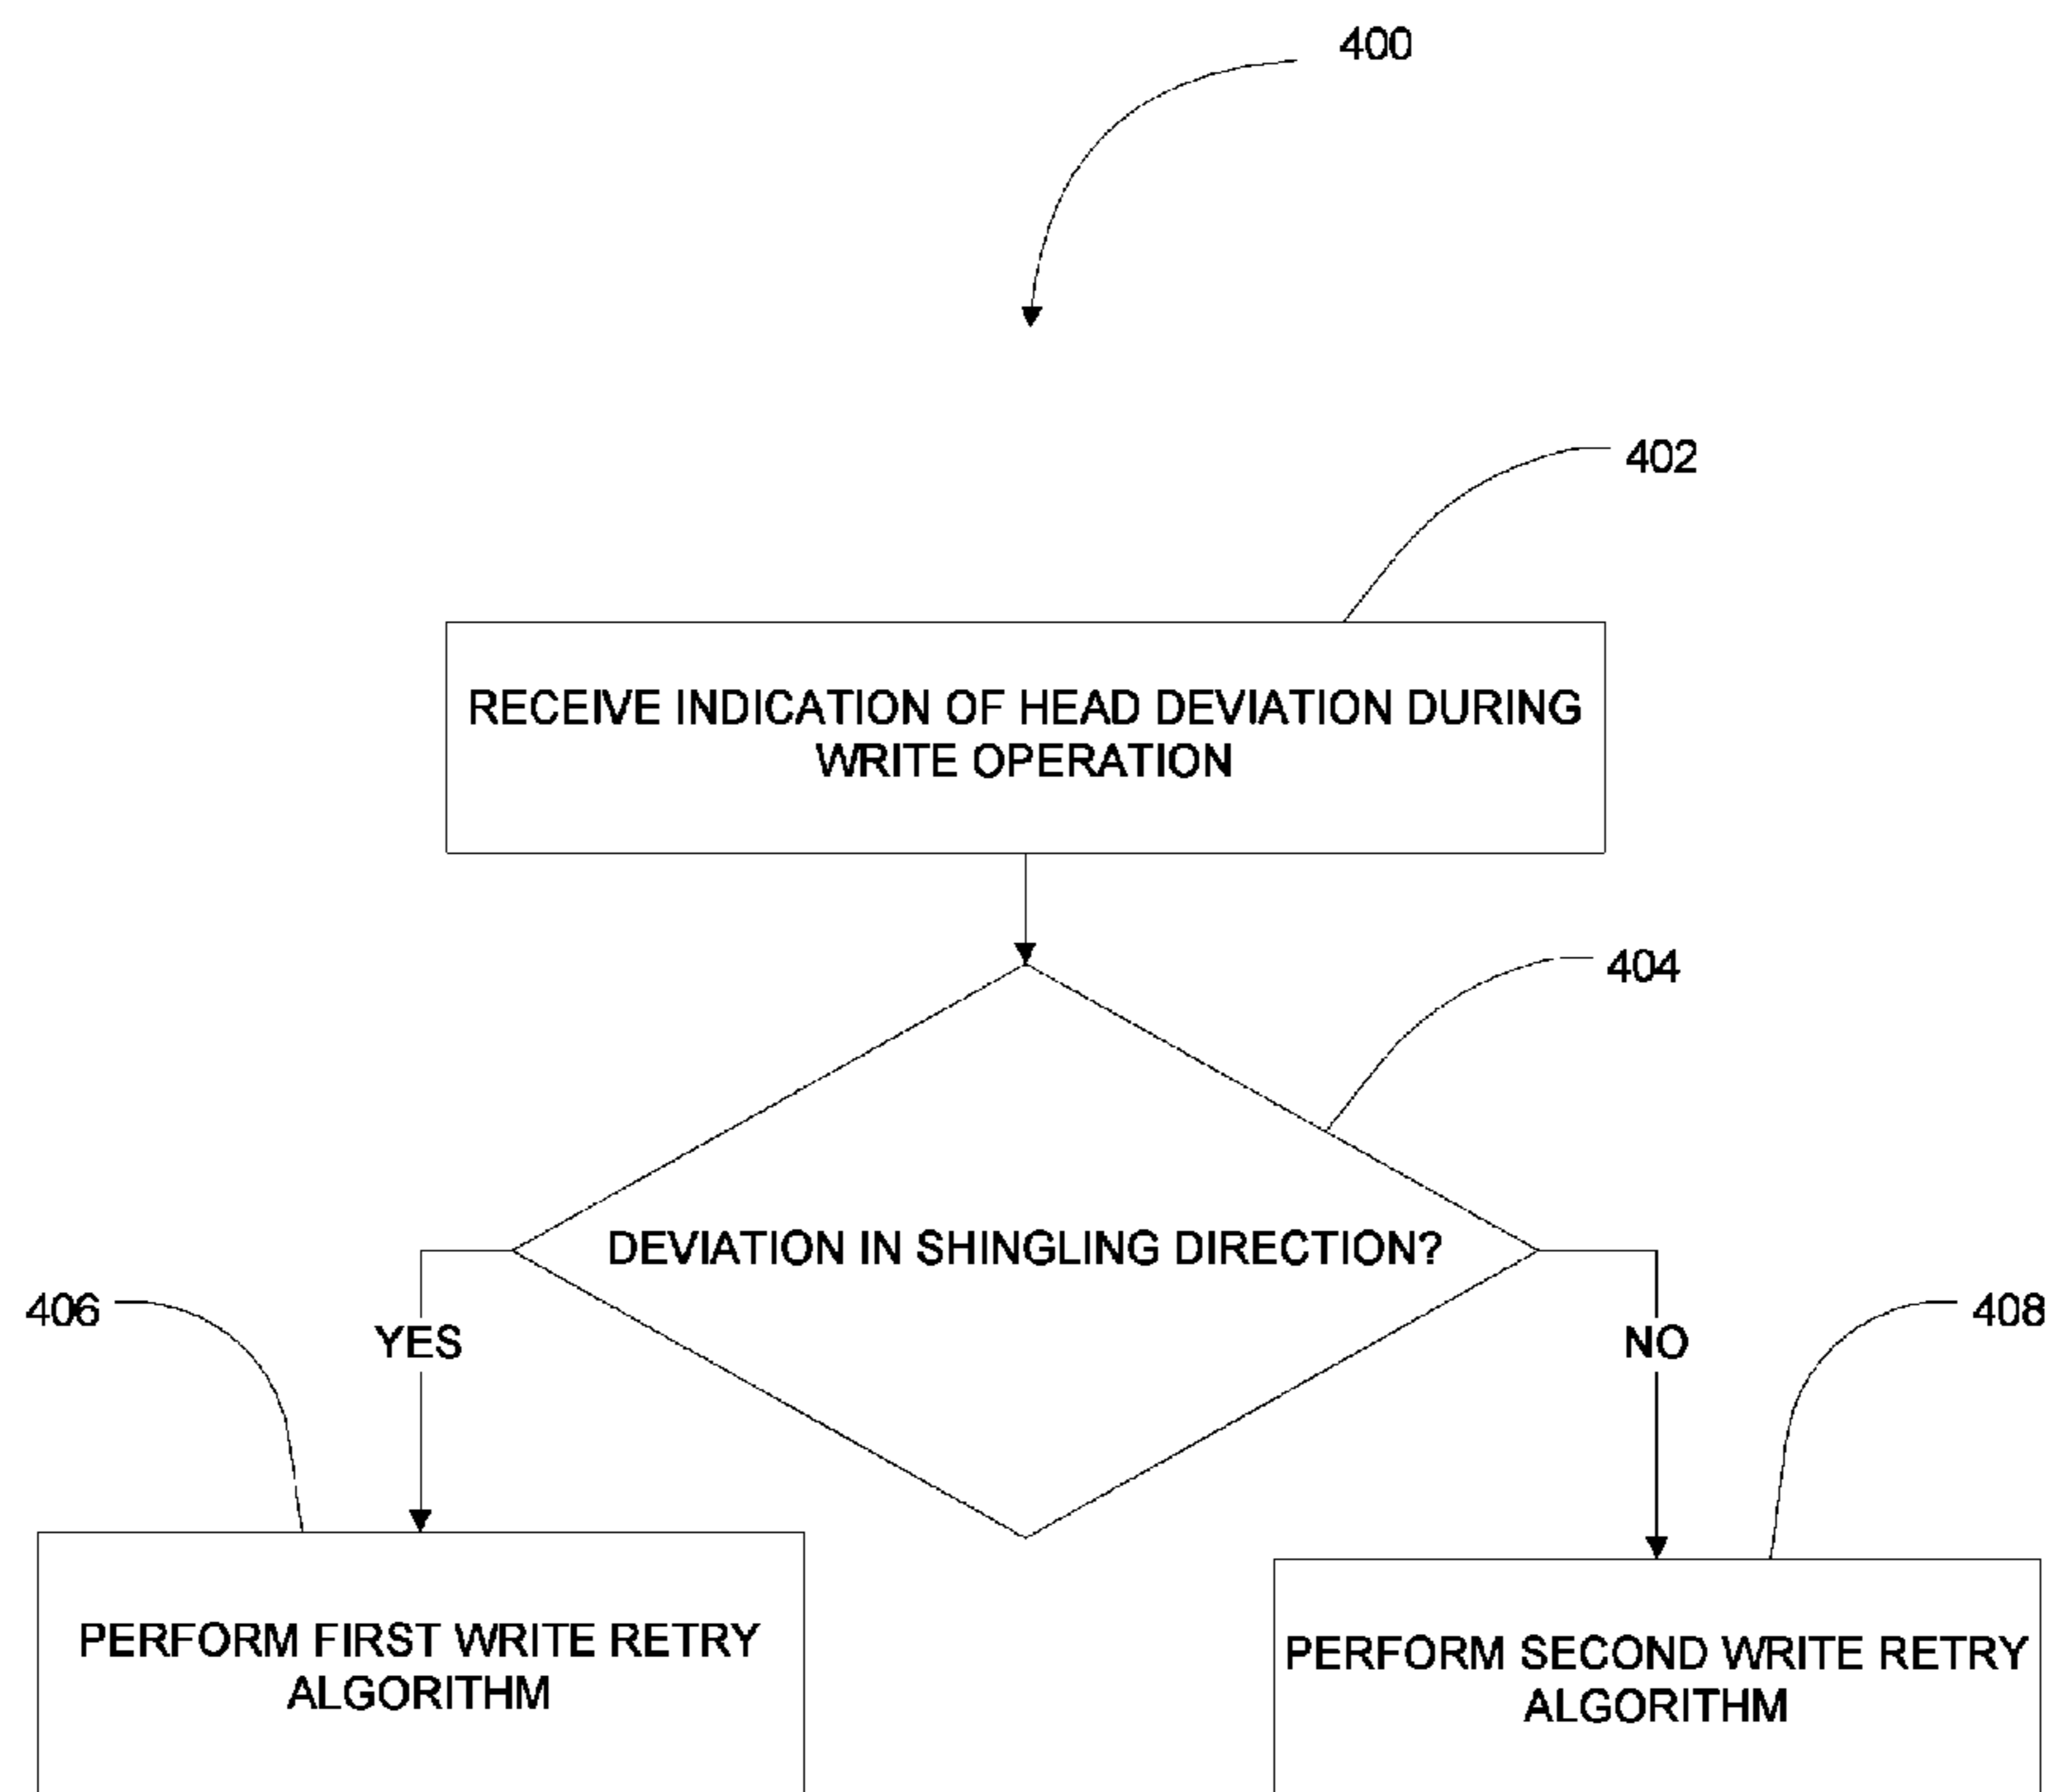 400
402
RECEIVE INDICATION OF HEAD DEVIATION DURING
WRITE OPERATION
404
DEVIATION IN SHINGLING DIRECTION?
406
408
YES
NO
PERFORM FIRST WRITE RETRY
ALGORITHM
PERFORM SECOND WRITE RETRY
ALGORITHM